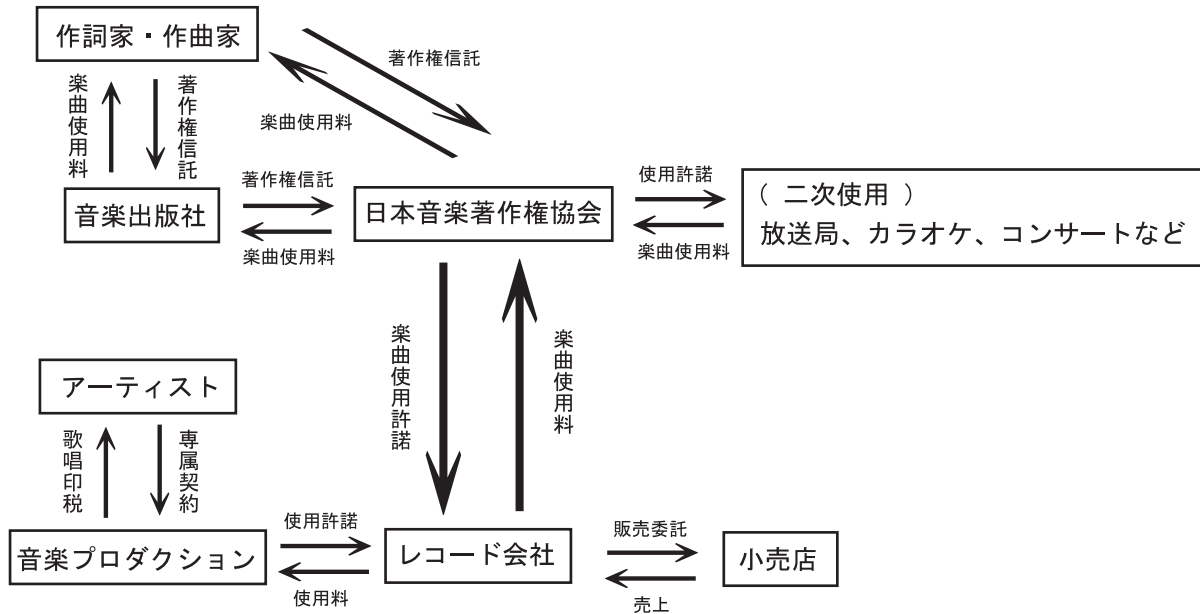 作詞家・作曲家
著作権信託
楽曲使用料
楽曲使用料
著作権信託
音楽出版社
著作権信託
楽曲使用料
日本音楽著作権協会
使用許諾
楽曲使用料
（ 二次使用 ）
放送局、カラオケ、コンサートなど
楽曲使用許諾
楽曲使用料
アーティスト
歌唱印税
専属契約
音楽プロダクション
使用許諾
使用料
レコード会社
販売委託
売上
小売店